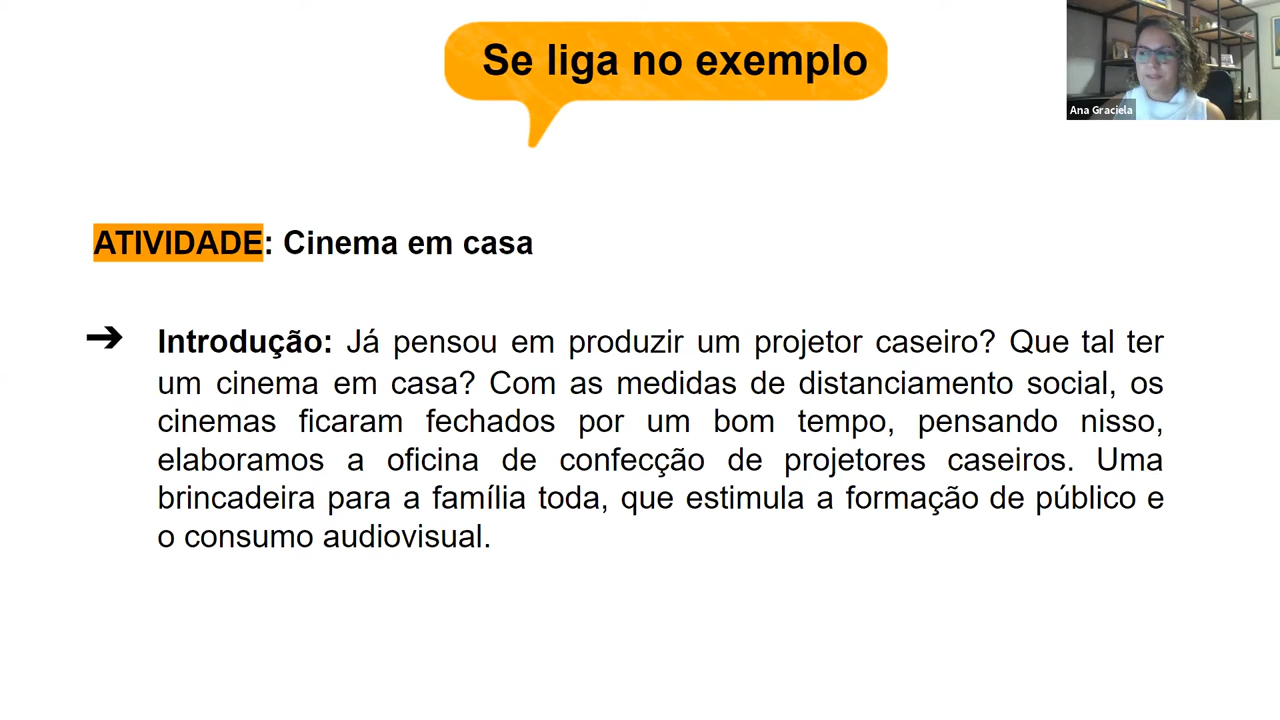 Se liga no exemplo
Ana Graciela
ATIVIDADE: Cinema em casa
➔ Introdução: Já pensou em produzir um projetor caseiro? Que tal ter
um cinema em casa? Com as medidas de distanciamento social, os
cinemas ficaram fechados por um bom tempo, pensando nisso,
elaboramos a oficina de confecção de projetores caseiros. Uma
brincadeira para a família toda, que estimula a formação de público e
o consumo audiovisual.